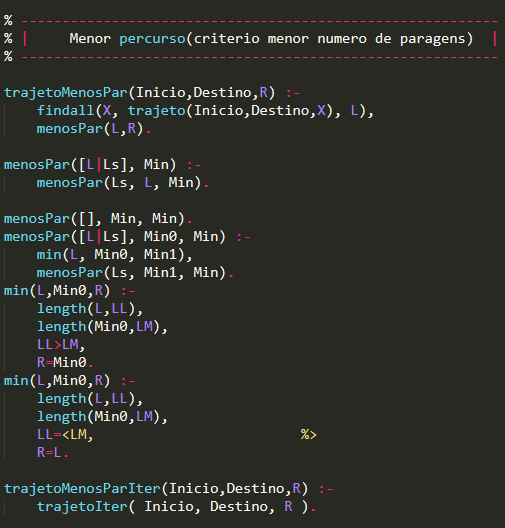 % ----------------------------------------------------------
% |     Menor percurso(criterio menor numero de paragens)  |
% ----------------------------------------------------------
trajetoMenosPar(Inicio,Destino,R) :-
    findall(X, trajeto(Inicio,Destino,X), L),
    menosPar(L,R).
menosPar([L|Ls], Min) :-
    menosPar(Ls, L, Min).
menosPar([], Min, Min).
menosPar([L|Ls], Min0, Min) :-
    min(L, Min0, Min1),
    menosPar(Ls, Min1, Min).
min(L,Min0,R) :-
    length(L,LL),
    length(Min0,LM),
    LL>LM,
    R=Min0.
min(L,Min0,R) :-
    length(L,LL),
    length(Min0,LM),
    LL=<LM,                         %>
    R=L.
trajetoMenosParIter(Inicio,Destino,R) :-
    trajetoIter( Inicio, Destino, R ).